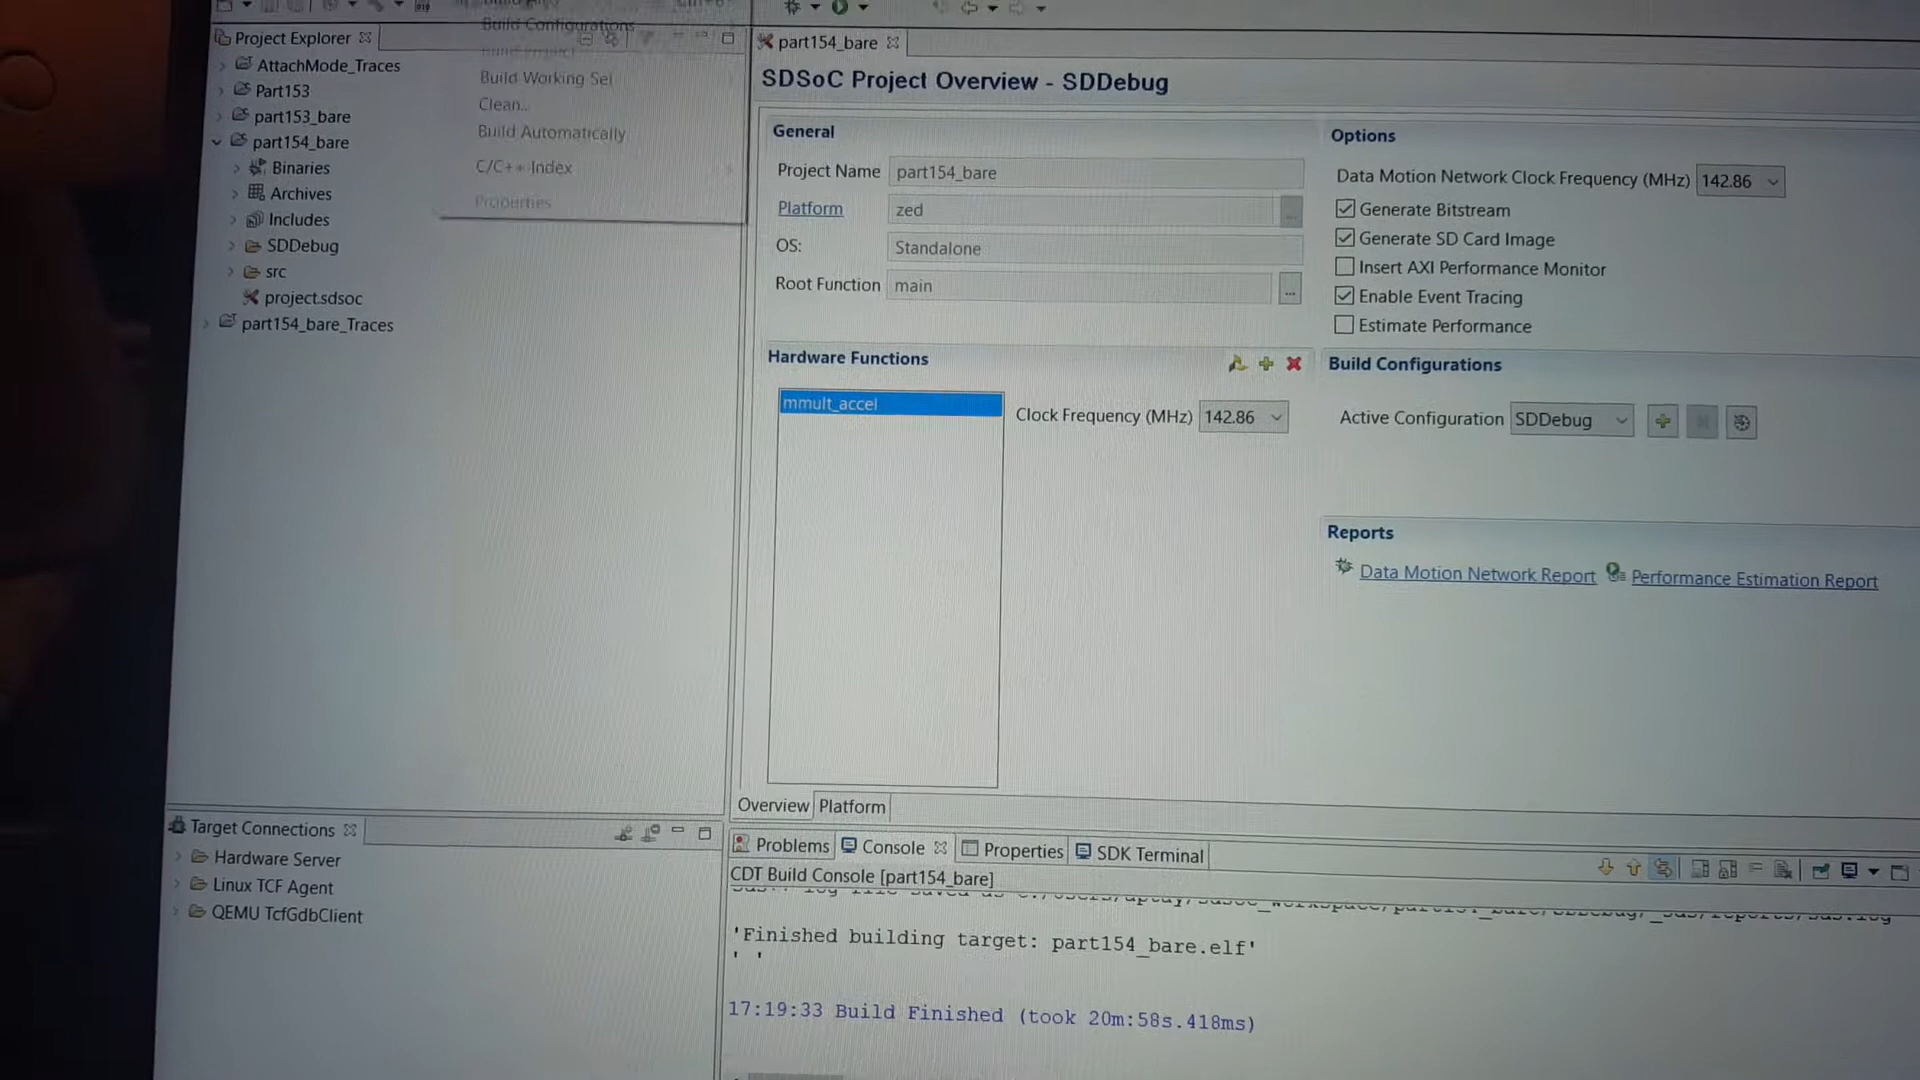 Build Configurations
Build Working Set
Clean...
Build Automatically
C/C++ Index
Properties
Project Explorer
AttachMode_Traces
Part153
part153_bare
part154_bare
Binaries
Archives
Includes
SDDebug
src
project.sdsoc
part154_bare_Traces
part154_bare
SDSoC Project Overview - SDDebug
General
Project Name part154_bare
Platform zed ...
OS: Standalone
Root Function main ...
Options
Data Motion Network Clock Frequency (MHz) 142.86
Generate Bitstream
Generate SD Card Image
Insert AXI Performance Monitor
Enable Event Tracing
Estimate Performance
Hardware Functions
mmult_accel
Clock Frequency (MHz) 142.86
Build Configurations
Active Configuration SDDebug
Reports
Data Motion Network Report Performance Estimation Report
Overview Platform
Target Connections
Hardware Server
Linux TCF Agent
QEMU TcfGdbClient
Problems Console Properties SDK Terminal
CDT Build Console [part154_bare]
'Finished building target: part154_bare.elf'
' '
17:19:33 Build Finished (took 20m:58s.418ms)